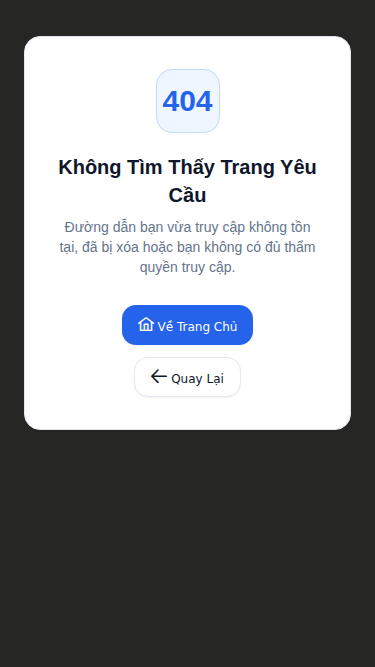 404
Không Tìm Thấy Trang Yêu
Cầu
Đường dẫn bạn vừa truy cập không tồn
tại, đã bị xóa hoặc bạn không có đủ thẩm
quyền truy cập.
Về Trang Chủ
Quay Lại